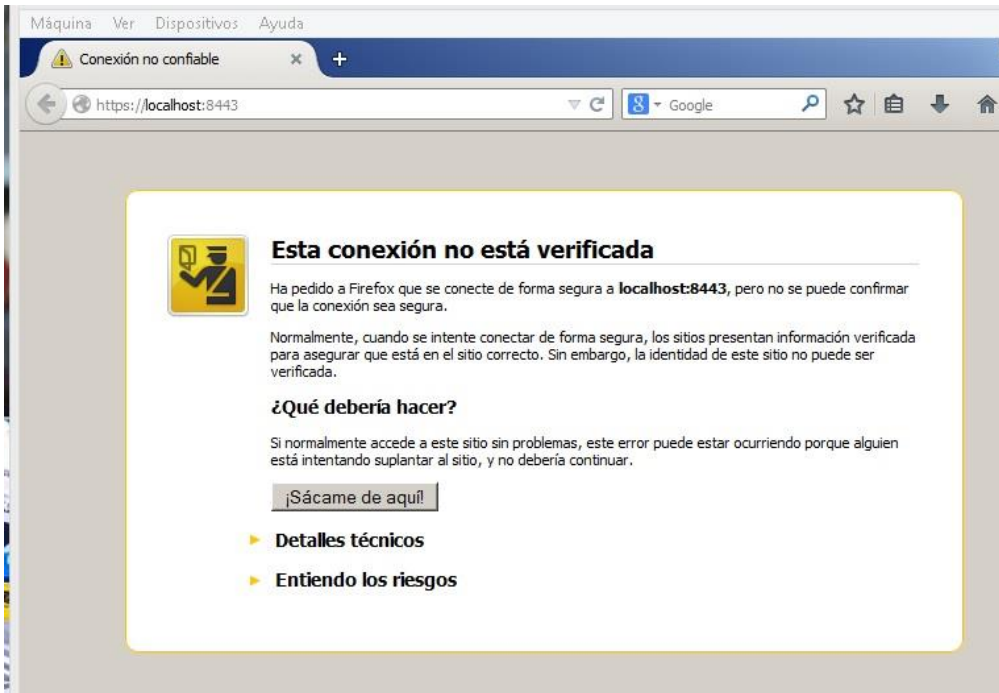 Máquina Ver Dispositivos Ayuda
Conexión no confiable
https://localhost:8443
8 Google
Esta conexión no está verificada
Ha pedido a Firefox que se conecte de forma segura a localhost:8443, pero no se puede confirmar
que la conexión sea segura.
Normalmente, cuando se intente conectar de forma segura, los sitios presentan información verificada
para asegurar que está en el sitio correcto. Sin embargo, la identidad de este sitio no puede ser
verificada.
¿Qué debería hacer?
Si normalmente accede a este sitio sin problemas, este error puede estar ocurriendo porque alguien
está intentando suplantar al sitio, y no debería continuar.
¡Sácame de aquí!
Detalles técnicos
Entiendo los riesgos